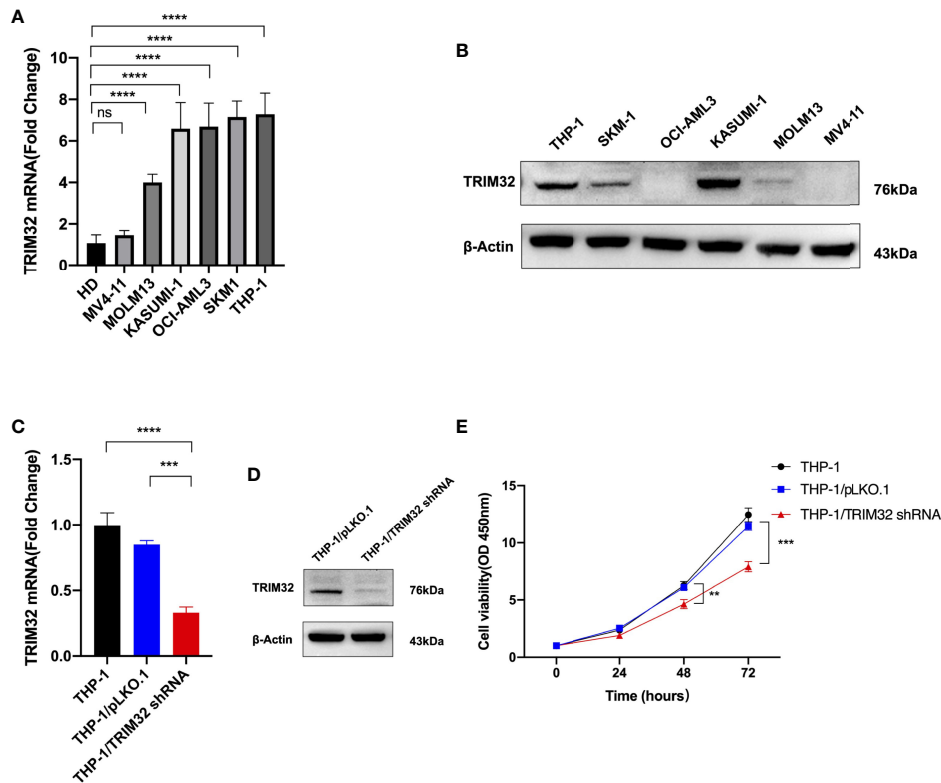 A
****
****
****
****
****
ns
TRIM32 mRNA(Fold Change)
10
8
6
4
2
0
HD
MV4-11
MOLM13
KASUMI-1
OCI-AML3
SKM1
THP-1
B
THP-1
SKM-1
OCI-AML3
KASUMI-1
MOLM13
MV4-11
TRIM32
76kDa
β-Actin
43kDa
C
****
***
TRIM32 mRNA(Fold Change)
1.5
1.0
0.5
0.0
THP-1
THP-1/pLKO.1
THP-1/TRIM32 shRNA
D
THP-1/pLKO.1
THP-1/TRIM32 shRNA
TRIM32
76kDa
β-Actin
43kDa
E
THP-1
THP-1/pLKO.1
THP-1/TRIM32 shRNA
Cell viability(OD 450nm)
15
10
5
0
**
***
0
24
48
72
Time (hours)